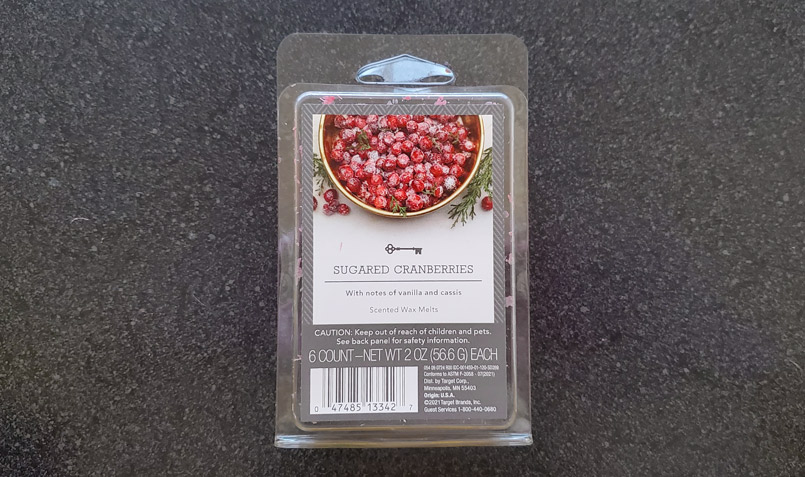 SUGARED CRANBERRIES
With notes of vanilla and cassis
Scented Wax Melts
CAUTION: Keep out of reach of children and pets.
See back panel for safety information.
6 COUNT–NET WT 2 OZ (56.6 G) EACH
Conforms to ASTM
Dist. by Target Corp.,
Minneapolis, MN 55403
Origin: U.S.A.
©2021 Target Brands, Inc.
Guest Services 1-800-440-0680
0 47485 13342 7